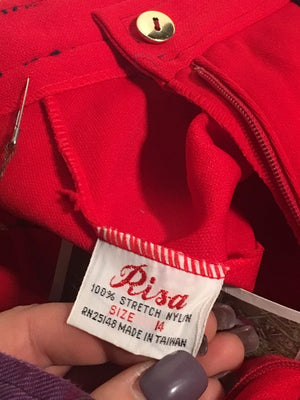 Risa
100% STRETCH NYLON
SIZE 14
RN25148 MADE IN TAIWAN